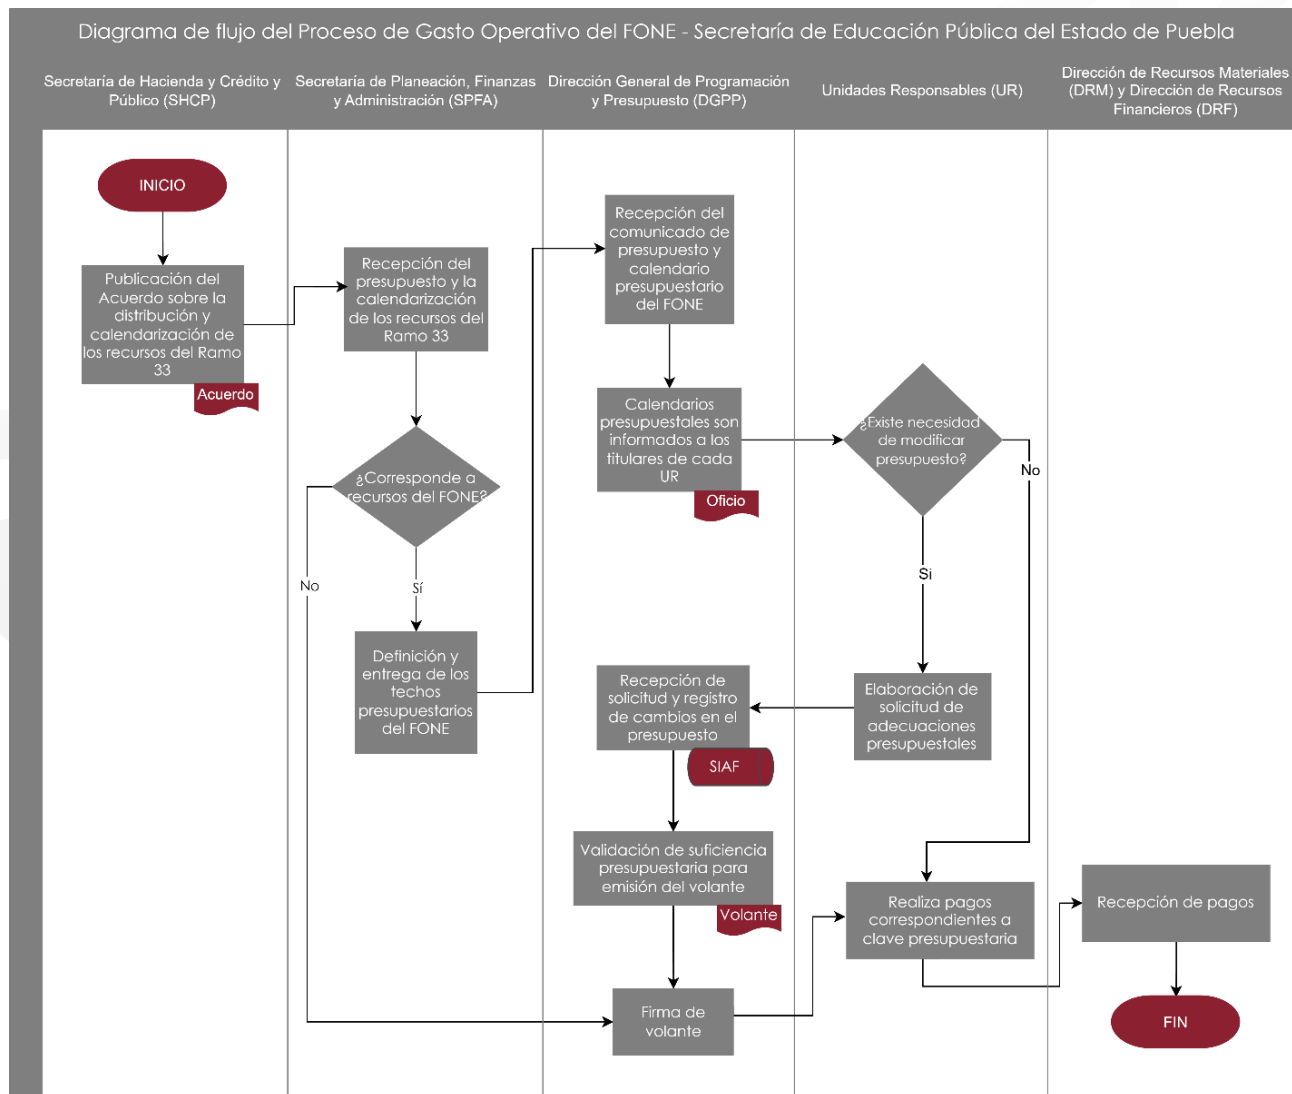 Diagrama de flujo del Proceso de Gasto Operativo del FONE - Secretaría de Educación Pública del Estado de Puebla
Secretaría de Hacienda y Crédito y
Público (SHCP)
Secretaría de Planeación, Finanzas
y Administración (SPFA)
Dirección General de Programación
y Presupuesto (DGPP)
Unidades Responsables (UR)
Dirección de Recursos Materiales
(DRM) y Dirección de Recursos
Financieros (DRF)
INICIO
Publicación del
Acuerdo sobre la
distribución y
calendarización de
los recursos del Ramo
33
Acuerdo
Recepción del
presupuesto y la
calendarización
de los recursos del
Ramo 33
¿Corresponde a
recursos del FONE?
No
Sí
Definición y
entrega de los
techos
presupuestarios
del FONE
Recepción del
comunicado de
presupuesto y
calendario
presupuestario
del FONE
Calendarios
presupuestales son
informados a los
titulares de cada
UR
Oficio
¿Existe necesidad
de modificar
presupuesto?
No
Si
Elaboración de
solicitud de
adecuaciones
presupuestales
Recepción de
solicitud y registro
de cambios en el
presupuesto
SIAF
Validación de suficiencia
presupuestaria para
emisión del volante
Volante
Firma de
volante
Realiza pagos
correspondientes a
clave presupuestaria
Recepción de pagos
FIN